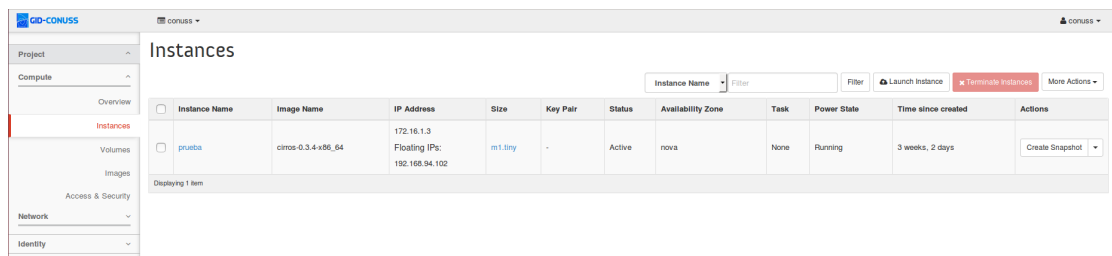 GID-CONUSS
conuss
conuss
Project
Compute
Overview
Instances
Volumes
Images
Access & Security
Network
Identity
Instances
Instance Name Filter Filter Launch Instance Terminate Instances More Actions
Instance Name Image Name IP Address Size Key Pair Status Availability Zone Task Power State Time since created Actions
172.16.1.3
prueba cirros-0.3.4-x86_64 Floating IPs: m1.tiny - Active nova None Running 3 weeks, 2 days Create Snapshot
192.168.94.102
Displaying 1 item